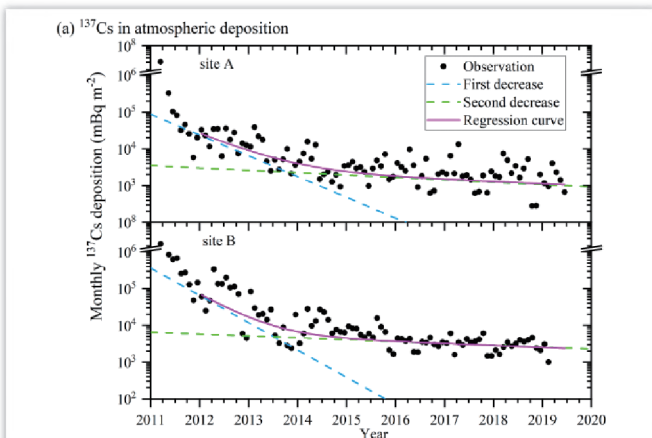 (a) ¹³⁷Cs in atmospheric deposition
10⁸
site A
Observation
First decrease
Second decrease
Regression curve
10⁶
10⁵
10⁴
10³
10⁸
site B
10⁶
10⁵
10⁴
10³
10²
Monthly ¹³⁷Cs deposition (mBq m⁻²)
2011 2012 2013 2014 2015 2016 2017 2018 2019 2020
Year